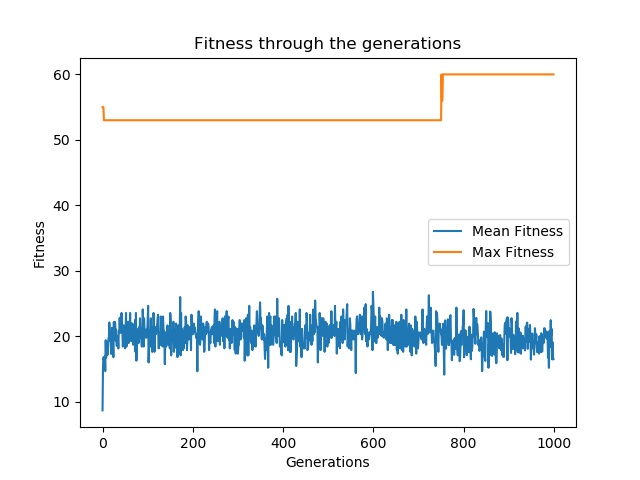 Fitness through the generations
60
50
40
30
20
10
Fitness
Mean Fitness
Max Fitness
0 200 400 600 800 1000
Generations